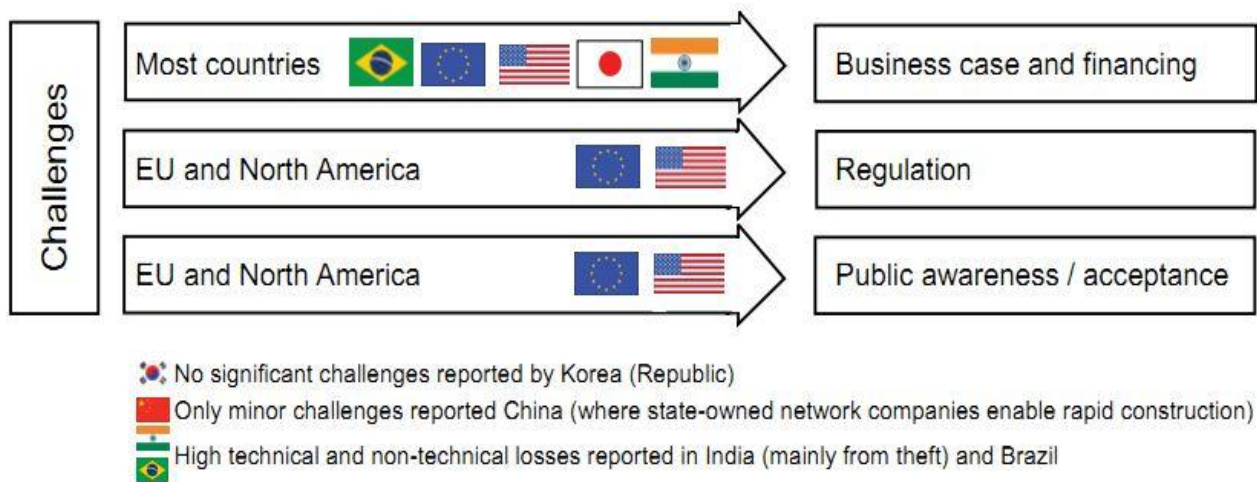 Challenges
Most countries
Business case and financing
EU and North America
Regulation
EU and North America
Public awareness / acceptance
No significant challenges reported by Korea (Republic)
Only minor challenges reported China (where state-owned network companies enable rapid construction)
High technical and non-technical losses reported in India (mainly from theft) and Brazil